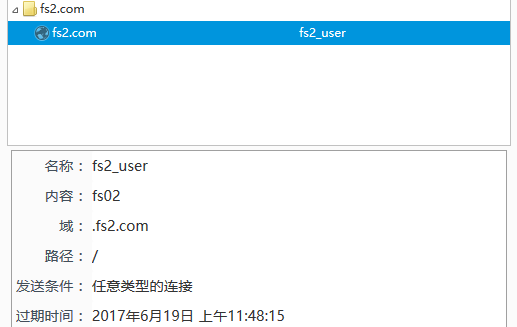 fs2.com
fs2.com fs2_user
名称： fs2_user
内容： fs02
域： .fs2.com
路径： /
发送条件： 任意类型的连接
过期时间： 2017年6月19日 上午11:48:15